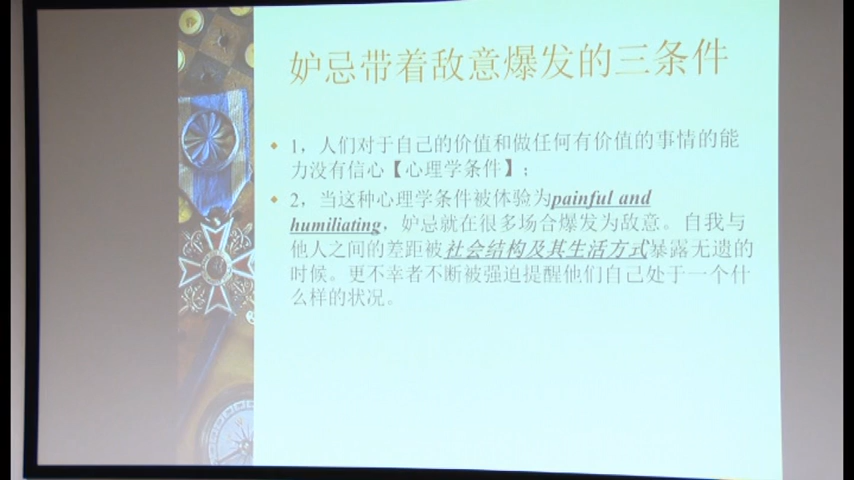 妒忌带着敌意爆发的三条件
1，人们对于自己的价值和做任何有价值的事情的能
力没有信心【心理学条件】；
2，当这种心理学条件被体验为painful and
humiliating，妒忌就在很多场合爆发为敌意。自我与
他人之间的差距被社会结构及其生活方式暴露无遗的
时候。更不幸者不断被强迫提醒他们自己处于一个什
么样的状况。